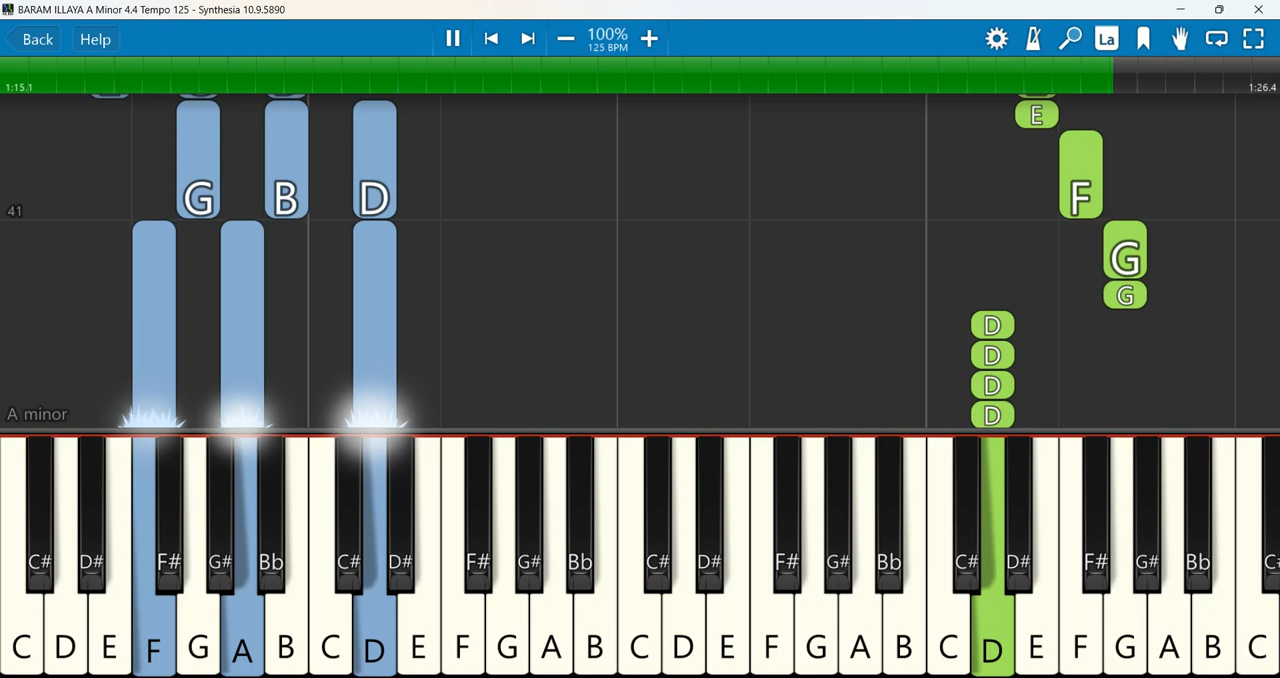 BARAM ILLAYA A Minor 4.4 Tempo 125 - Synthesia 10.9.5890
Back Help 100% La
125 BPM
1:15.1 1:26.4
E
G B D F
41
G
G
D
D
D
A minor D
C# D# F# G# Bb C# D# F# G# Bb C# D# F# G# Bb C# D# F# G# Bb C#
C D E F G A B C D E F G A B C D E F G A B C D E F G A B C